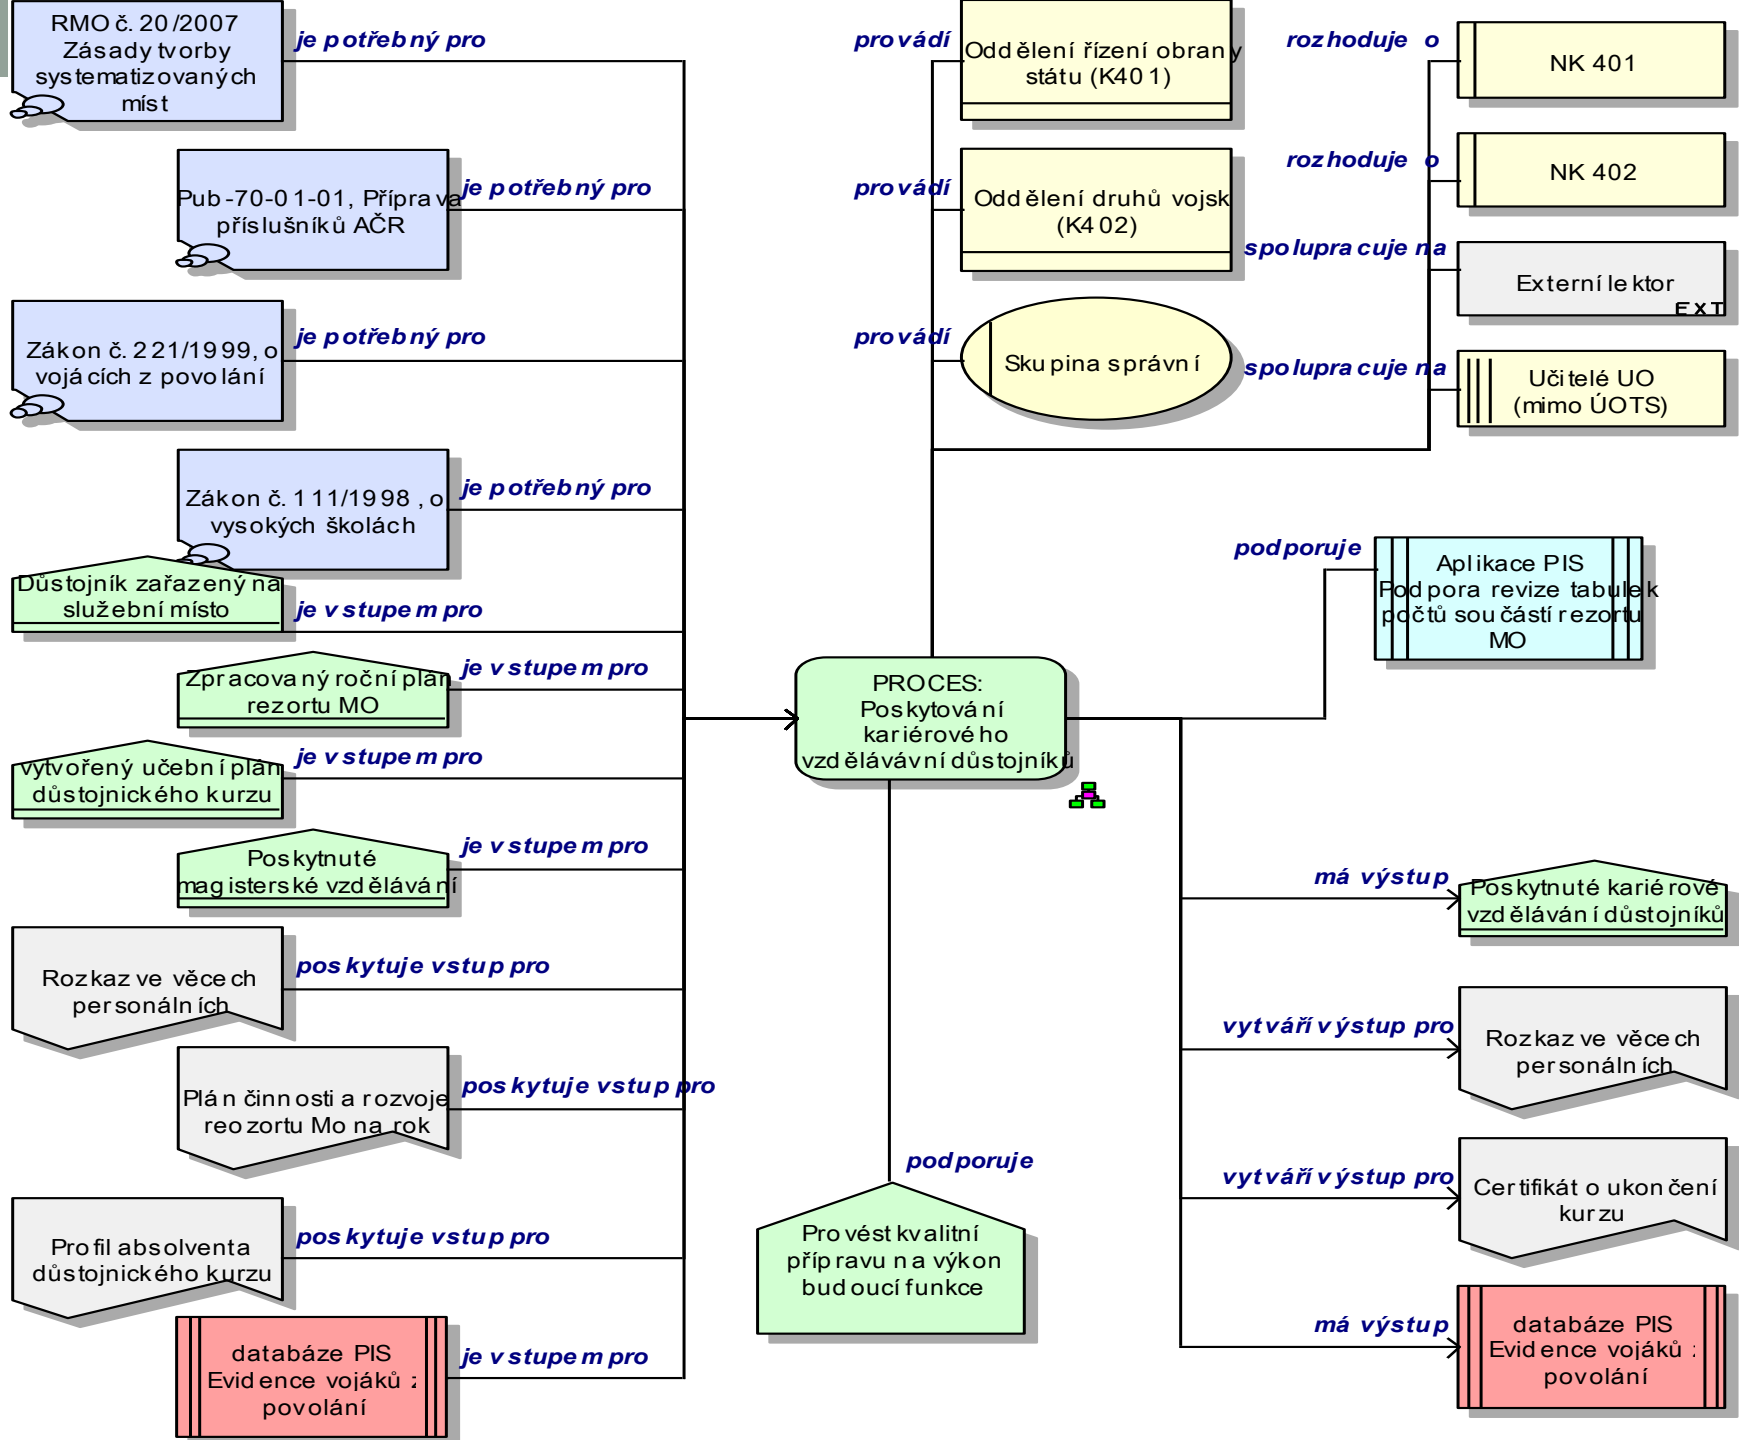 RMO č. 20/2007
Zásady tvorby
systematizovaných
míst
je potřebný pro
Pub-70-01-01, Příprava
příslušníků AČR
je potřebný pro
Zákon č. 221/1999, o
vojácích z povolání
je potřebný pro
Zákon č. 111/1998 , o
vysokých školách
je potřebný pro
Důstojník zařazený na
služební místo
je vstupem pro
Zpracovaný roční plán
rezortu MO
je vstupem pro
vytvořený učební plán
důstojnického kurzu
je vstupem pro
Poskytnuté
magisterské vzdělávání
je vstupem pro
Rozkaz ve věcech
personálních
poskytuje vstup pro
Plán činnosti a rozvoje
reozortu Mo na rok
poskytuje vstup pro
Profil absolventa
důstojnického kurzu
poskytuje vstup pro
databáze PIS
Evidence vojáků z
povolání
je vstupem pro
provádí
Oddělení řízení obrany
státu (K401)
provádí
Oddělení druhů vojsk
(K402)
provádí
Skupina správní
rozhoduje o
NK 401
rozhoduje o
NK 402
spolupracuje na
Externí lektor
EXT
spolupracuje na
Učitelé UO
(mimo ÚOTS)
podporuje
Aplikace PIS
Podpora revize tabulek
počtů součástí rezortu
MO
PROCES:
Poskytování
kariérového
vzdělávávní důstojníků
podporuje
Provést kvalitní
přípravu na výkon
budoucí funkce
má výstup
Poskytnuté kariérové
vzdělávání důstojníků
vytváří výstup pro
Rozkaz ve věcech
personálních
vytváří výstup pro
Certifikát o ukončení
kurzu
má výstup
databáze PIS
Evidence vojáků z
povolání